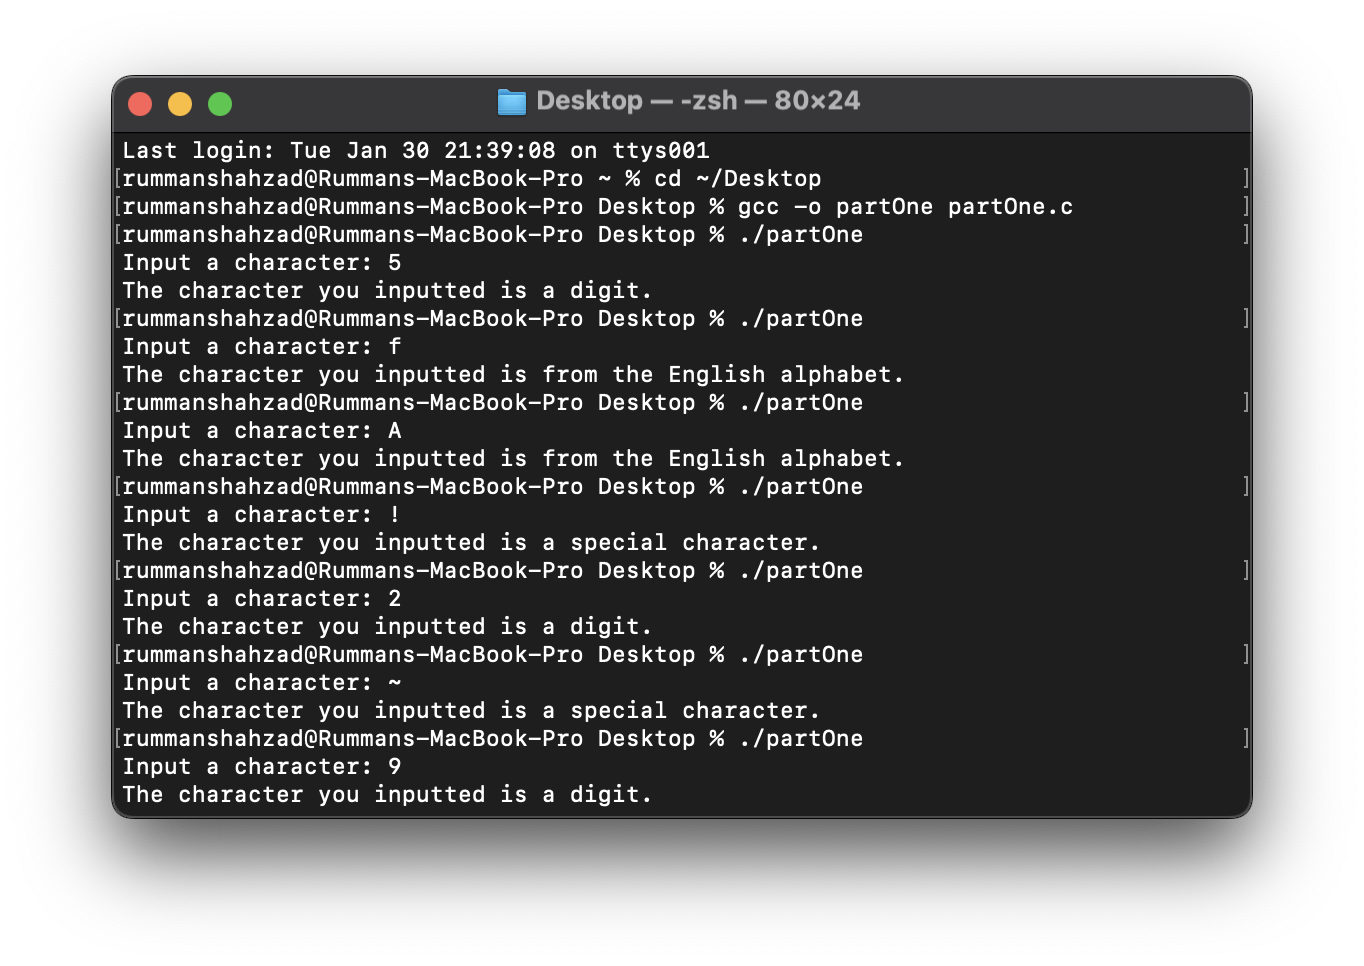 Desktop — -zsh — 80×24
Last login: Tue Jan 30 21:39:08 on ttys001
[rummanshahzad@Rummans-MacBook-Pro ~ % cd ~/Desktop ]
[rummanshahzad@Rummans-MacBook-Pro Desktop % gcc -o partOne partOne.c ]
[rummanshahzad@Rummans-MacBook-Pro Desktop % ./partOne ]
Input a character: 5
The character you inputted is a digit.
[rummanshahzad@Rummans-MacBook-Pro Desktop % ./partOne ]
Input a character: f
The character you inputted is from the English alphabet.
[rummanshahzad@Rummans-MacBook-Pro Desktop % ./partOne ]
Input a character: A
The character you inputted is from the English alphabet.
[rummanshahzad@Rummans-MacBook-Pro Desktop % ./partOne ]
Input a character: !
The character you inputted is a special character.
[rummanshahzad@Rummans-MacBook-Pro Desktop % ./partOne ]
Input a character: 2
The character you inputted is a digit.
[rummanshahzad@Rummans-MacBook-Pro Desktop % ./partOne ]
Input a character: ~
The character you inputted is a special character.
[rummanshahzad@Rummans-MacBook-Pro Desktop % ./partOne ]
Input a character: 9
The character you inputted is a digit.